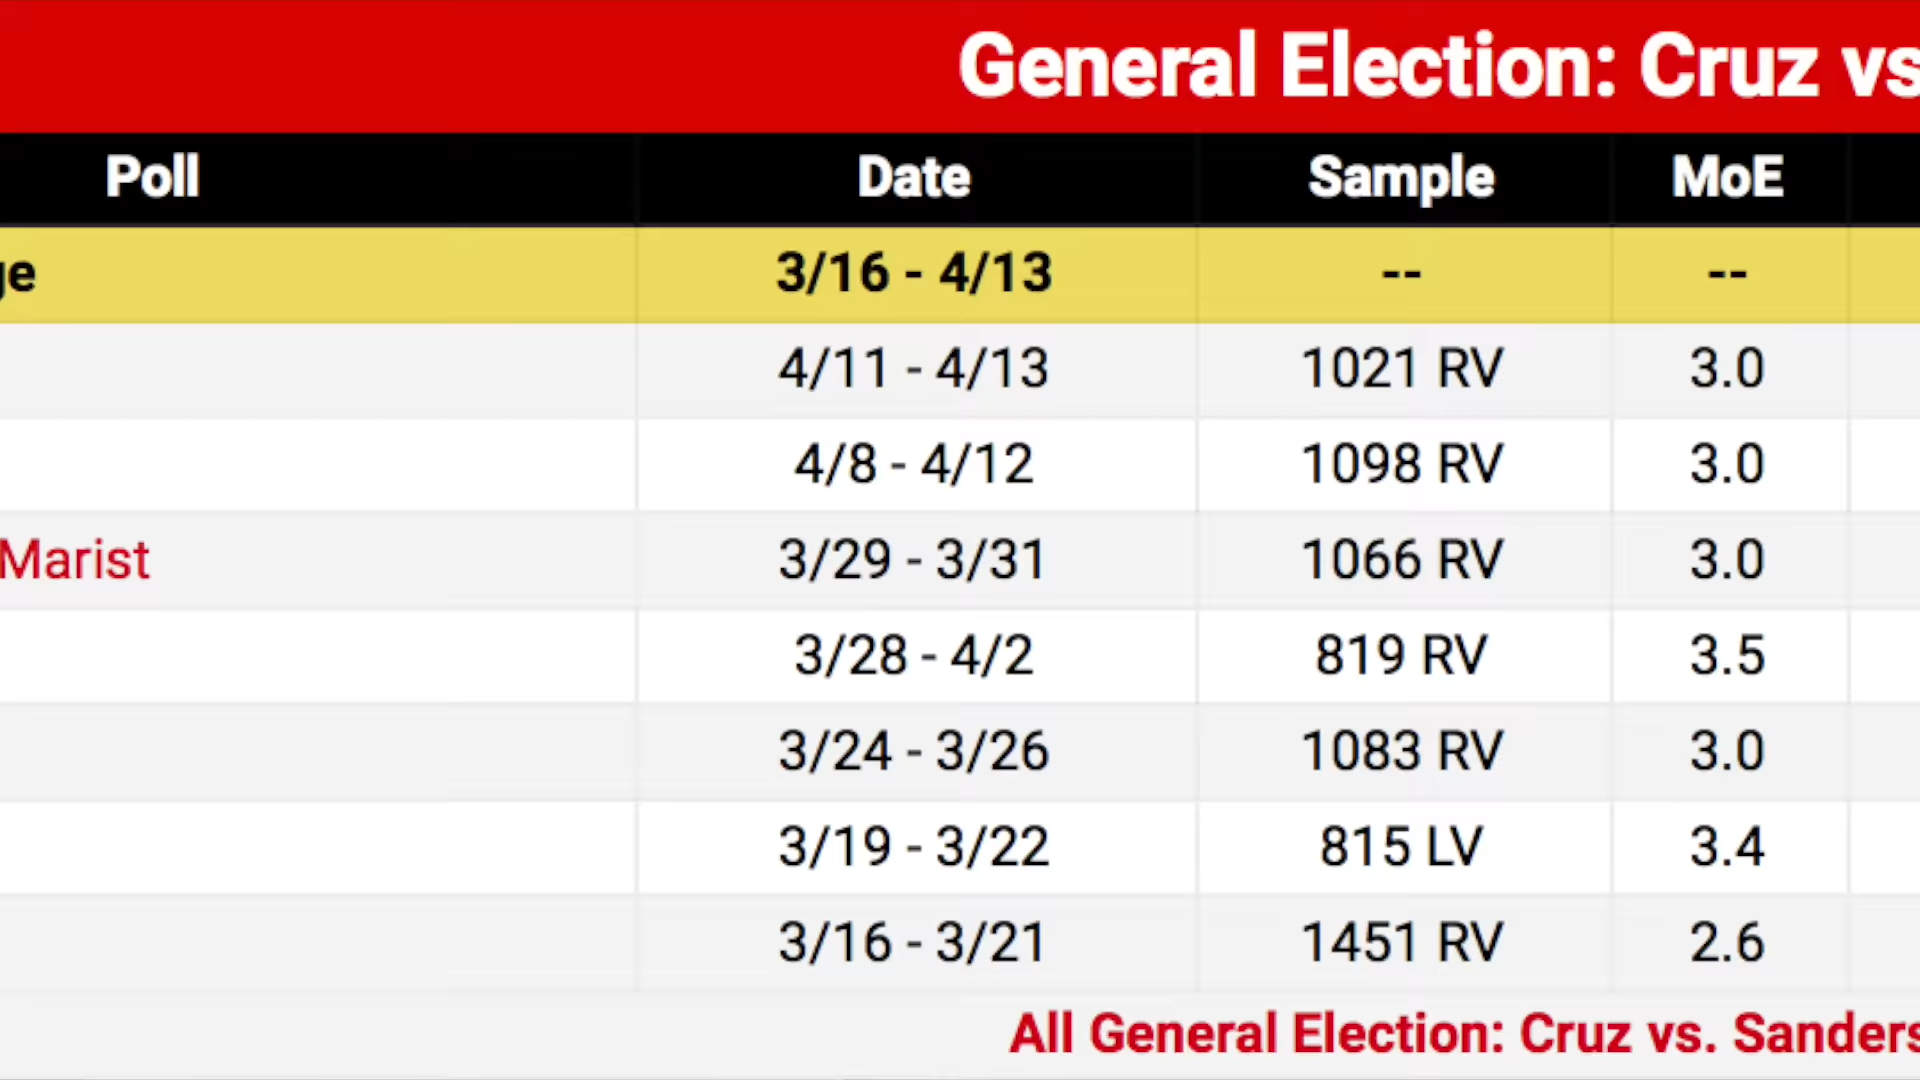 General Election: Cruz vs
Poll Date Sample MoE
ge 3/16 - 4/13 -- --
4/11 - 4/13 1021 RV 3.0
4/8 - 4/12 1098 RV 3.0
Marist 3/29 - 3/31 1066 RV 3.0
3/28 - 4/2 819 RV 3.5
3/24 - 3/26 1083 RV 3.0
3/19 - 3/22 815 LV 3.4
3/16 - 3/21 1451 RV 2.6
All General Election: Cruz vs. Sanders